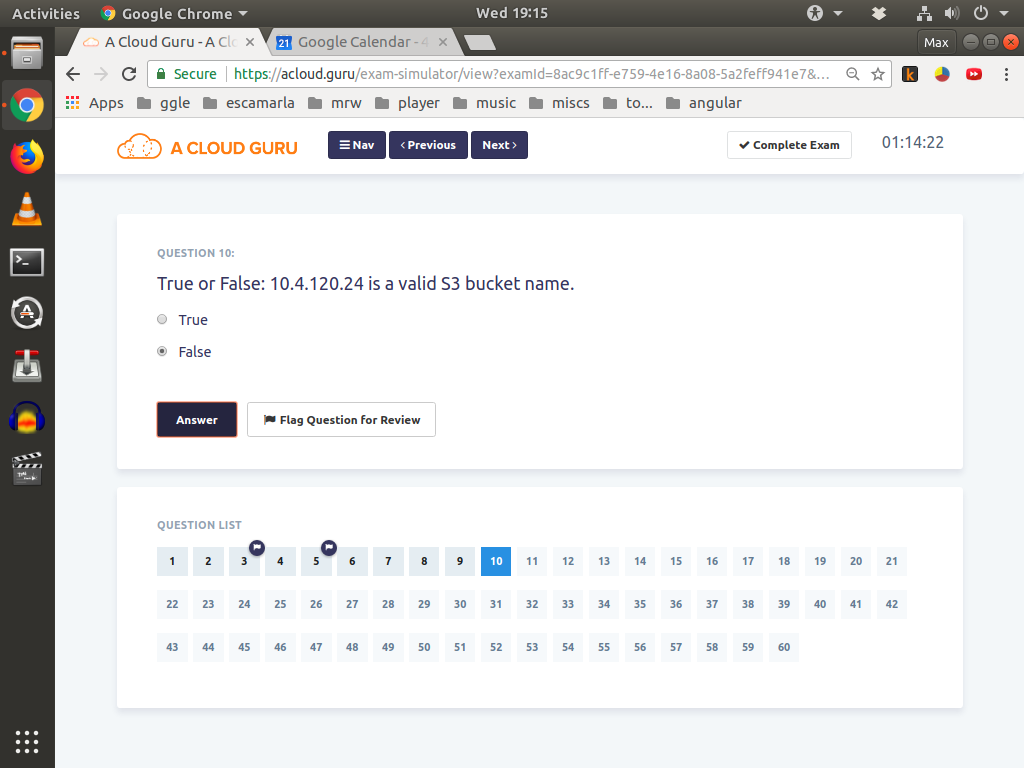 Activities Google Chrome Wed 19:15
A Cloud Guru - A Clo 21 Google Calendar - 4 Max
Secure https://acloud.guru/exam-simulator/view?examId=8ac9c1ff-e759-4e16-8a08-5a2feff941e7&... k
Apps ggle escamarla mrw player music miscs to... angular
A CLOUD GURU Nav Previous Next Complete Exam 01:14:22
QUESTION 10:
True or False: 10.4.120.24 is a valid S3 bucket name.
True
False
Answer Flag Question for Review
QUESTION LIST
1 2 3 4 5 6 7 8 9 10 11 12 13 14 15 16 17 18 19 20 21
22 23 24 25 26 27 28 29 30 31 32 33 34 35 36 37 38 39 40 41 42
43 44 45 46 47 48 49 50 51 52 53 54 55 56 57 58 59 60